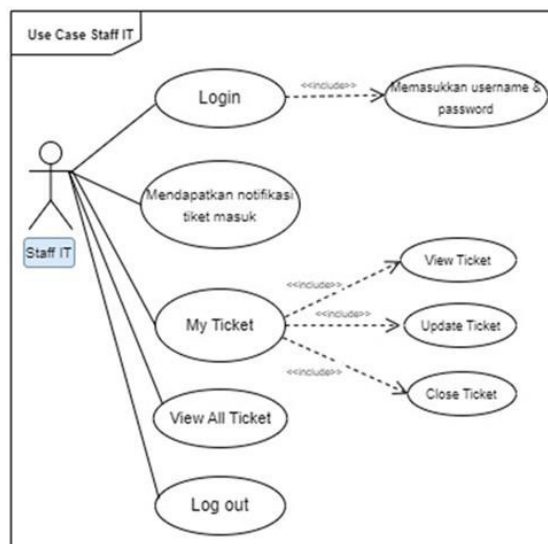 Use Case Staff IT
Login
<<include>>
Memasukkan username &
password
Mendapatkan notifikasi
tiket masuk
Staff IT
My Ticket
<<include>>
View Ticket
<<include>>
Update Ticket
<<include>>
Close Ticket
View All Ticket
Log out